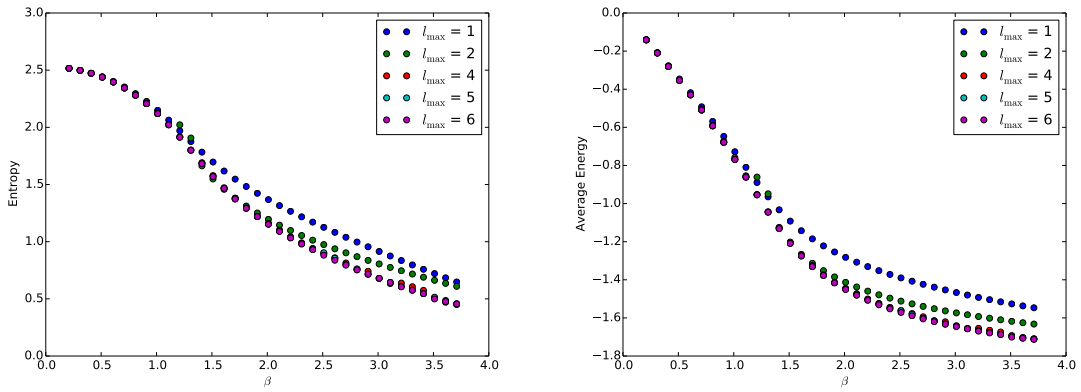 3.0
2.5
2.0
1.5
1.0
0.5
0.0
Entropy
0.0 0.5 1.0 1.5 2.0 2.5 3.0 3.5 4.0
β
l_max = 1
l_max = 2
l_max = 4
l_max = 5
l_max = 6
0.0
−0.2
−0.4
−0.6
−0.8
−1.0
−1.2
−1.4
−1.6
−1.8
Average Energy
0.0 0.5 1.0 1.5 2.0 2.5 3.0 3.5 4.0
β
l_max = 1
l_max = 2
l_max = 4
l_max = 5
l_max = 6